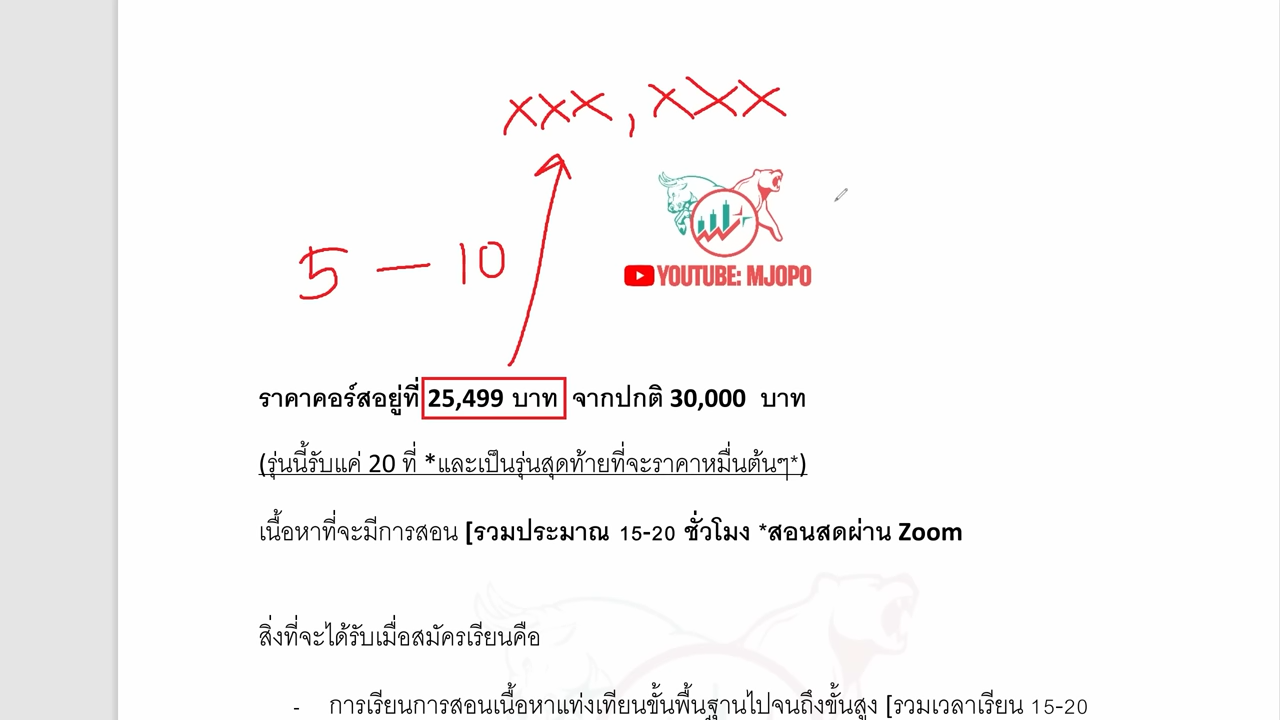 xxx,xxx
YOUTUBE: MJOPO
5 – 10
ราคาคอร์สอยู่ที่ 25,499 บาท จากปกติ 30,000 บาท
(รุ่นนี้รับแค่ 20 ที่ *และเป็นรุ่นสุดท้ายที่จะราคาหมื่นต้นๆ*)
เนื้อหาที่จะมีการสอน [รวมประมาณ 15-20 ชั่วโมง *สอนสดผ่าน Zoom
สิ่งที่จะได้รับเมื่อสมัครเรียนคือ
- การเรียนการสอนเนื้อหาแท่งเทียนขั้นพื้นฐานไปจนถึงขั้นสูง [รวมเวลาเรียน 15-20